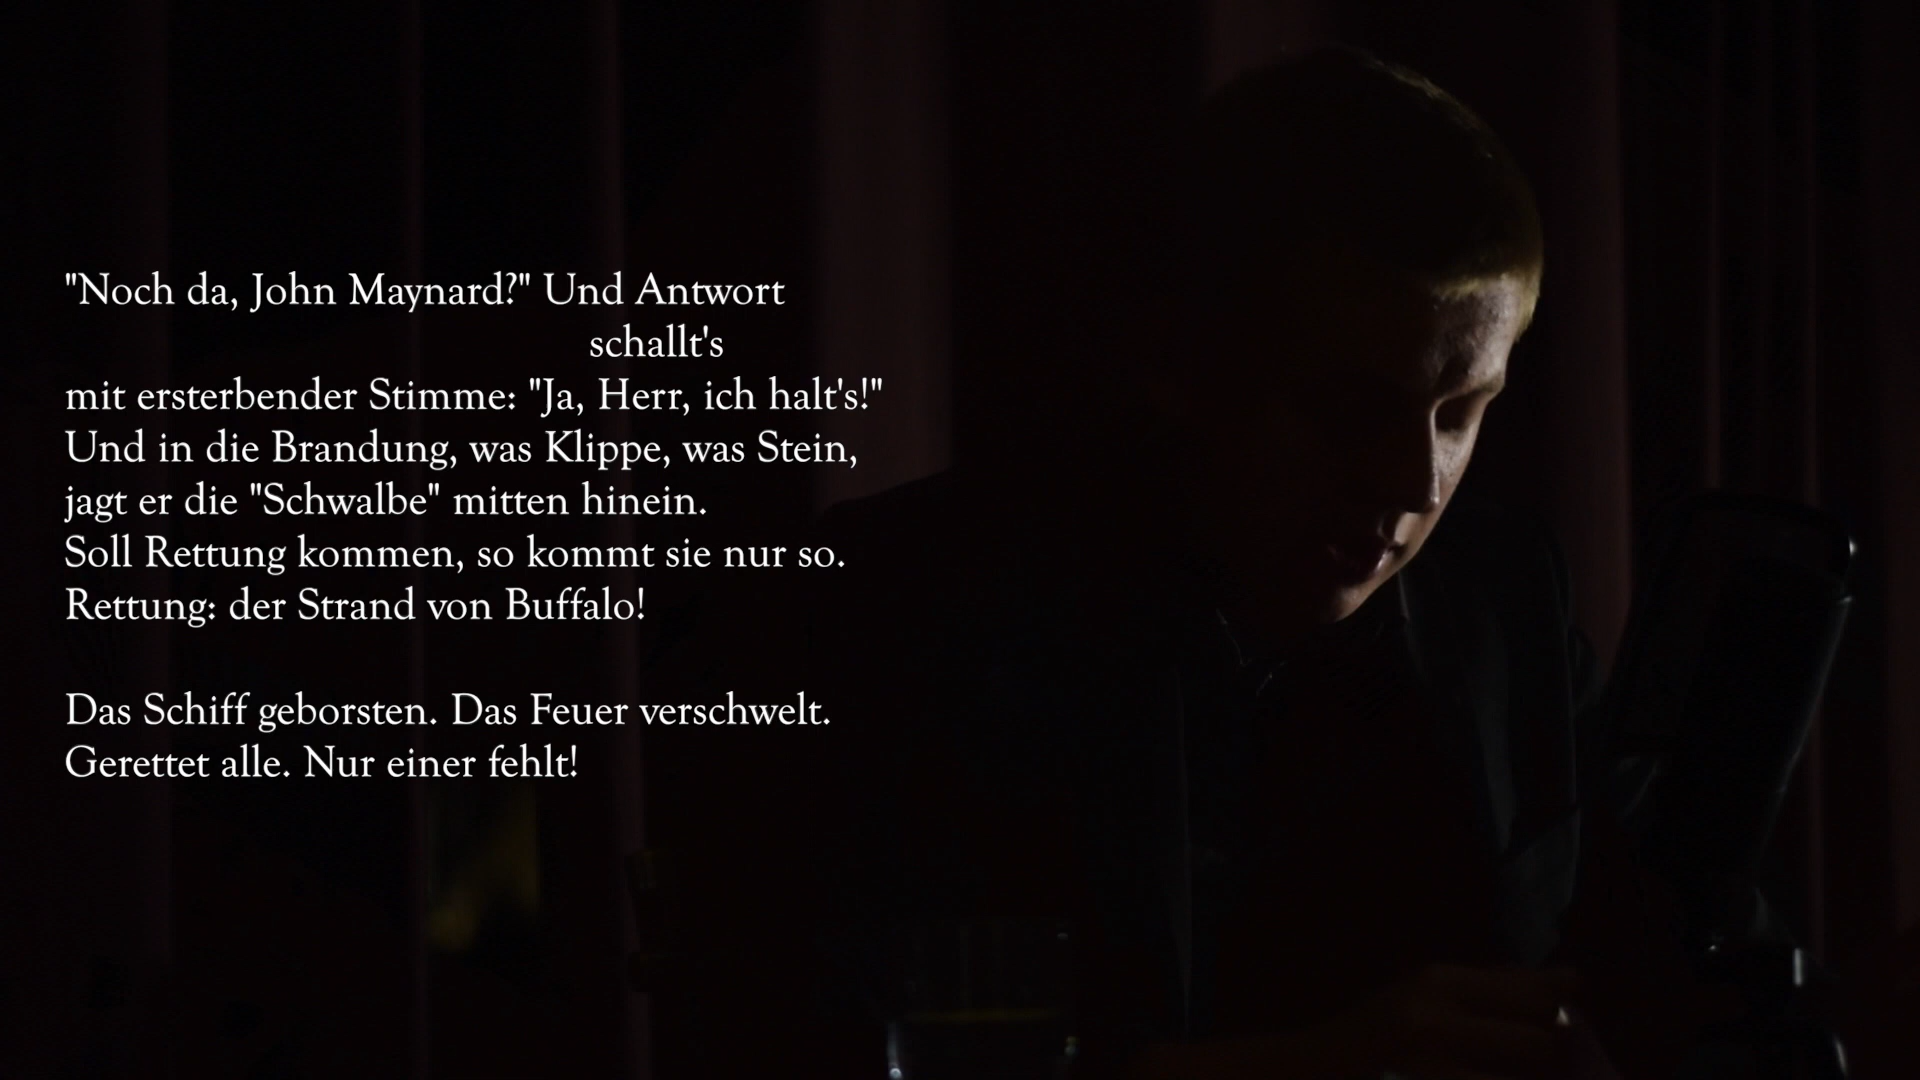 "Noch da, John Maynard?" Und Antwort
schallt's
mit ersterbender Stimme: "Ja, Herr, ich halt's!"
Und in die Brandung, was Klippe, was Stein,
jagt er die "Schwalbe" mitten hinein.
Soll Rettung kommen, so kommt sie nur so.
Rettung: der Strand von Buffalo!

Das Schiff geborsten. Das Feuer verschwelt.
Gerettet alle. Nur einer fehlt!